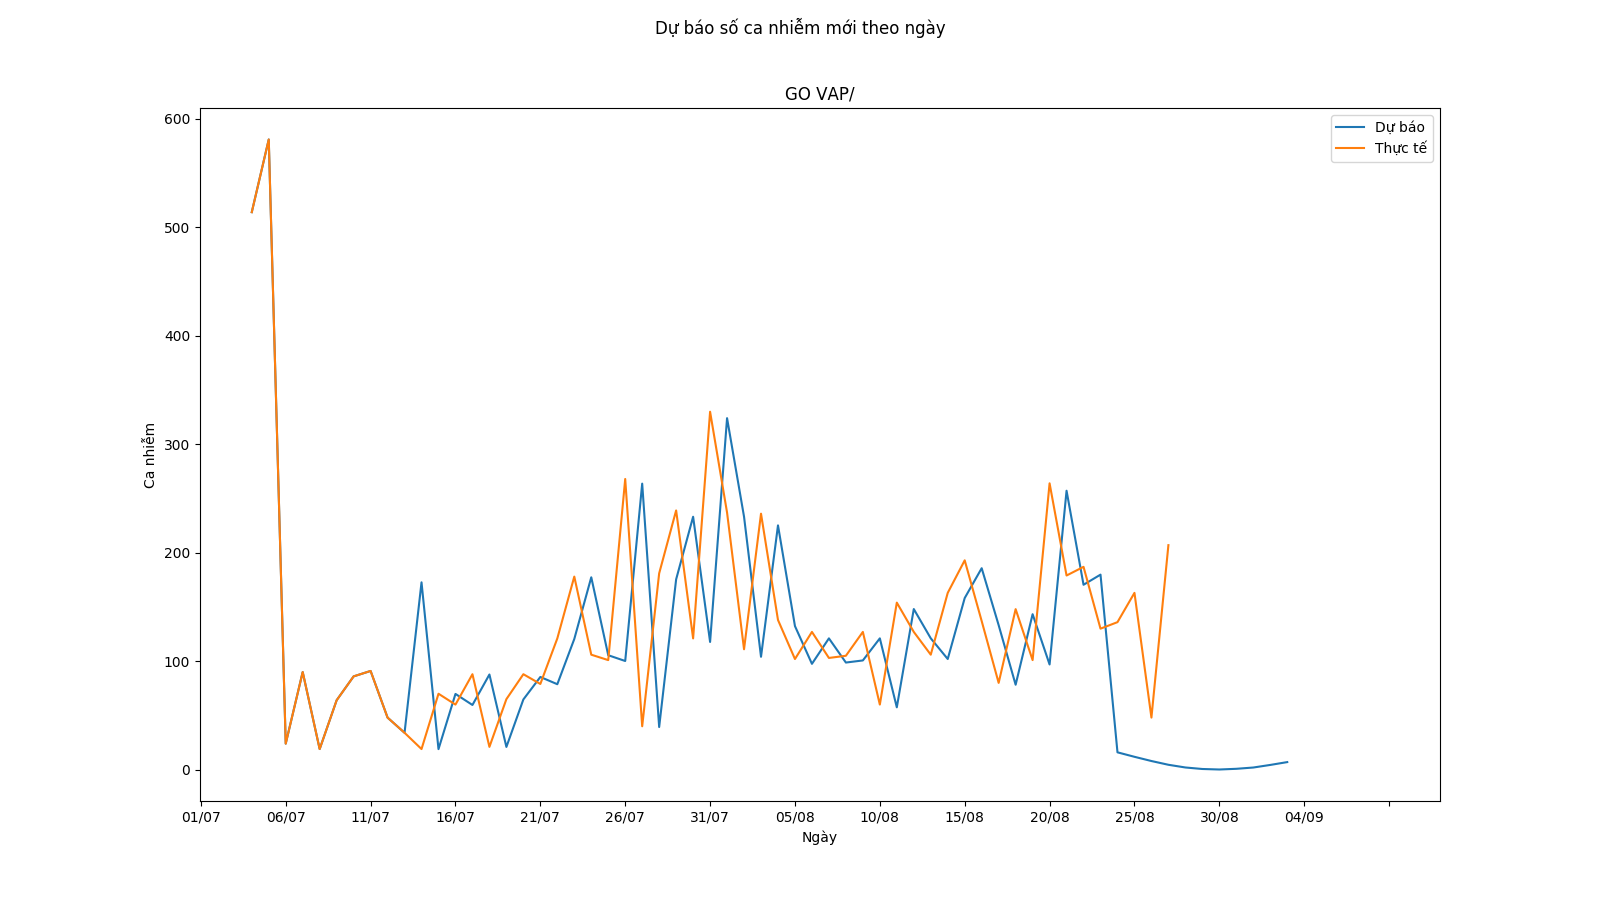 Dự báo số ca nhiễm mới theo ngày
GO VAP/
Dự báo
Thực tế
600
500
400
300
200
100
0
Ca nhiễm
01/07 06/07 11/07 16/07 21/07 26/07 31/07 05/08 10/08 15/08 20/08 25/08 30/08 04/09
Ngày